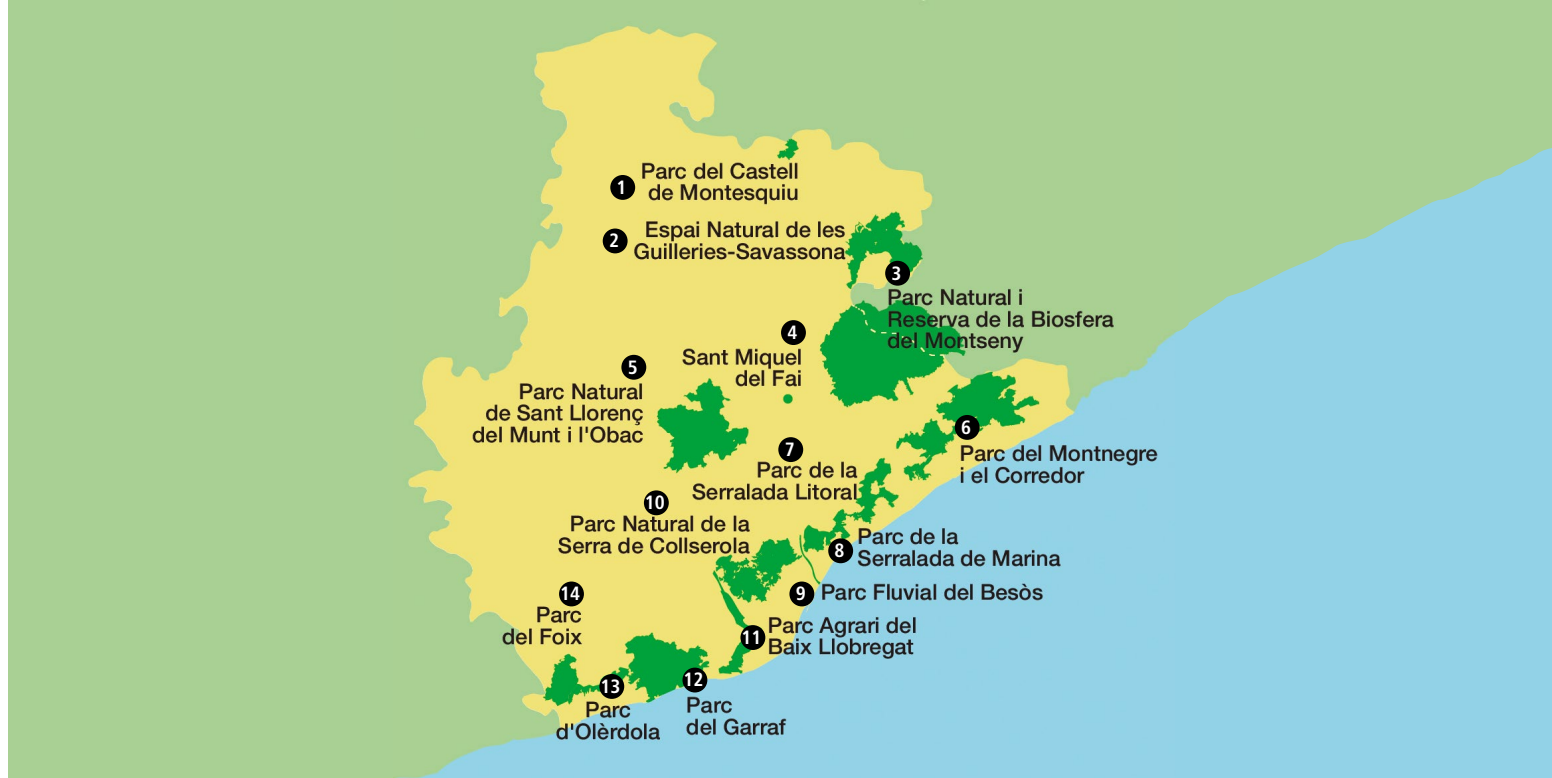 1
Parc del Castell
de Montesquiu
2
Espai Natural de les
Guilleries-Savassona
3
Parc Natural i
Reserva de la Biosfera
del Montseny
4
Sant Miquel
del Fai
5
Parc Natural
de Sant Llorenç
del Munt i l'Obac
6
Parc del Montnegre
i el Corredor
7
Parc de la
Serralada Litoral
10
Parc Natural de la
Serra de Collserola
8
Parc de la
Serralada de Marina
9
Parc Fluvial del Besòs
14
Parc
del Foix
11
Parc Agrari del
Baix Llobregat
13
Parc
d'Olèrdola
12
Parc
del Garraf